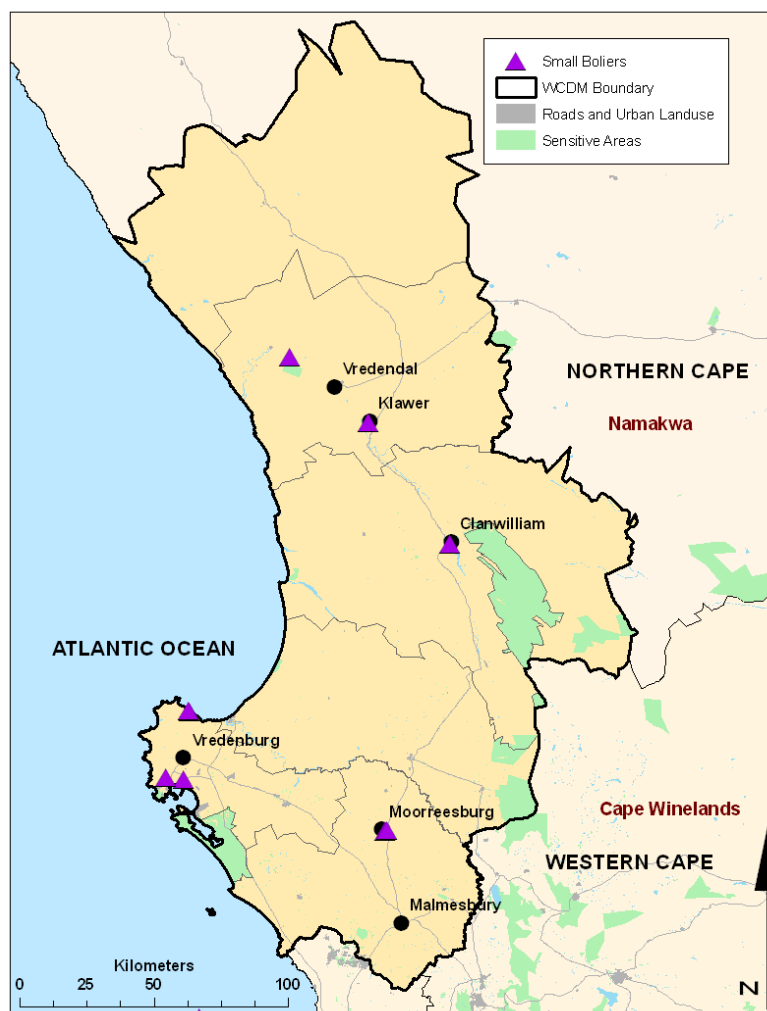 Small Boliers
WCDM Boundary
Roads and Urban Landuse
Sensitive Areas
Vredendal
NORTHERN CAPE
Klawer
Namakwa
Clanwilliam
ATLANTIC OCEAN
Vredenburg
Moorreesburg
Cape Winelands
WESTERN CAPE
Malmesbury
Kilometers
0 25 50 100
N